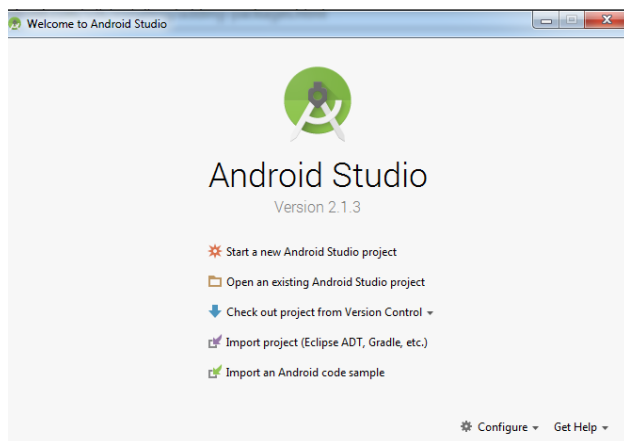 Welcome to Android Studio
Android Studio
Version 2.1.3
Start a new Android Studio project
Open an existing Android Studio project
Check out project from Version Control
Import project (Eclipse ADT, Gradle, etc.)
Import an Android code sample
Configure Get Help